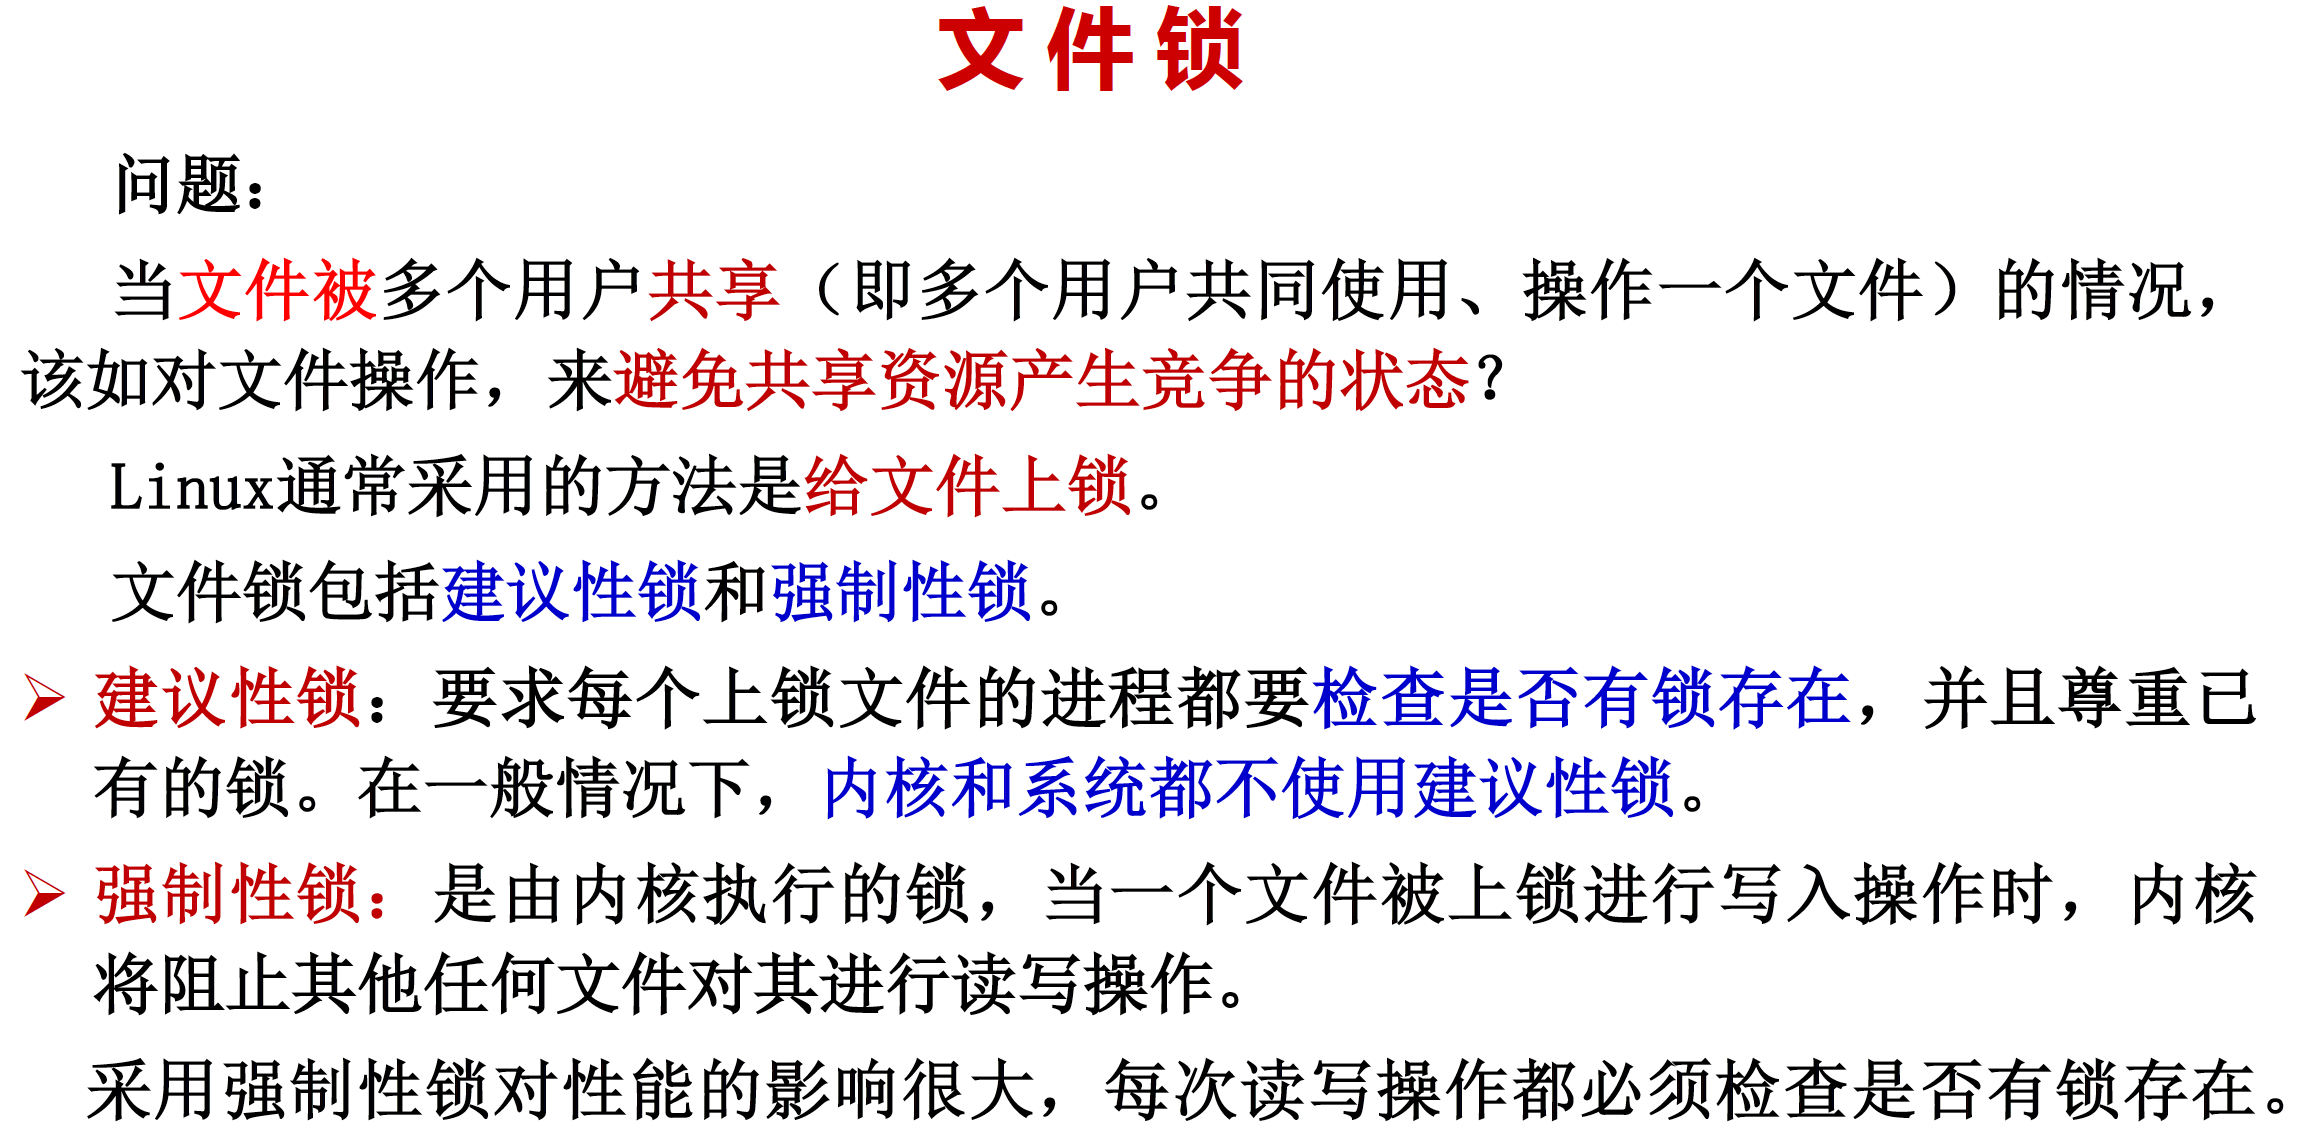 文件锁
问题：
当文件被多个用户共享（即多个用户共同使用、操作一个文件）的情况，
该如对文件操作，来避免共享资源产生竞争的状态？
Linux通常采用的方法是给文件上锁。
文件锁包括建议性锁和强制性锁。
➢ 建议性锁：要求每个上锁文件的进程都要检查是否有锁存在，并且尊重已
有的锁。在一般情况下，内核和系统都不使用建议性锁。
➢ 强制性锁：是由内核执行的锁，当一个文件被上锁进行写入操作时，内核
将阻止其他任何文件对其进行读写操作。
采用强制性锁对性能的影响很大，每次读写操作都必须检查是否有锁存在。